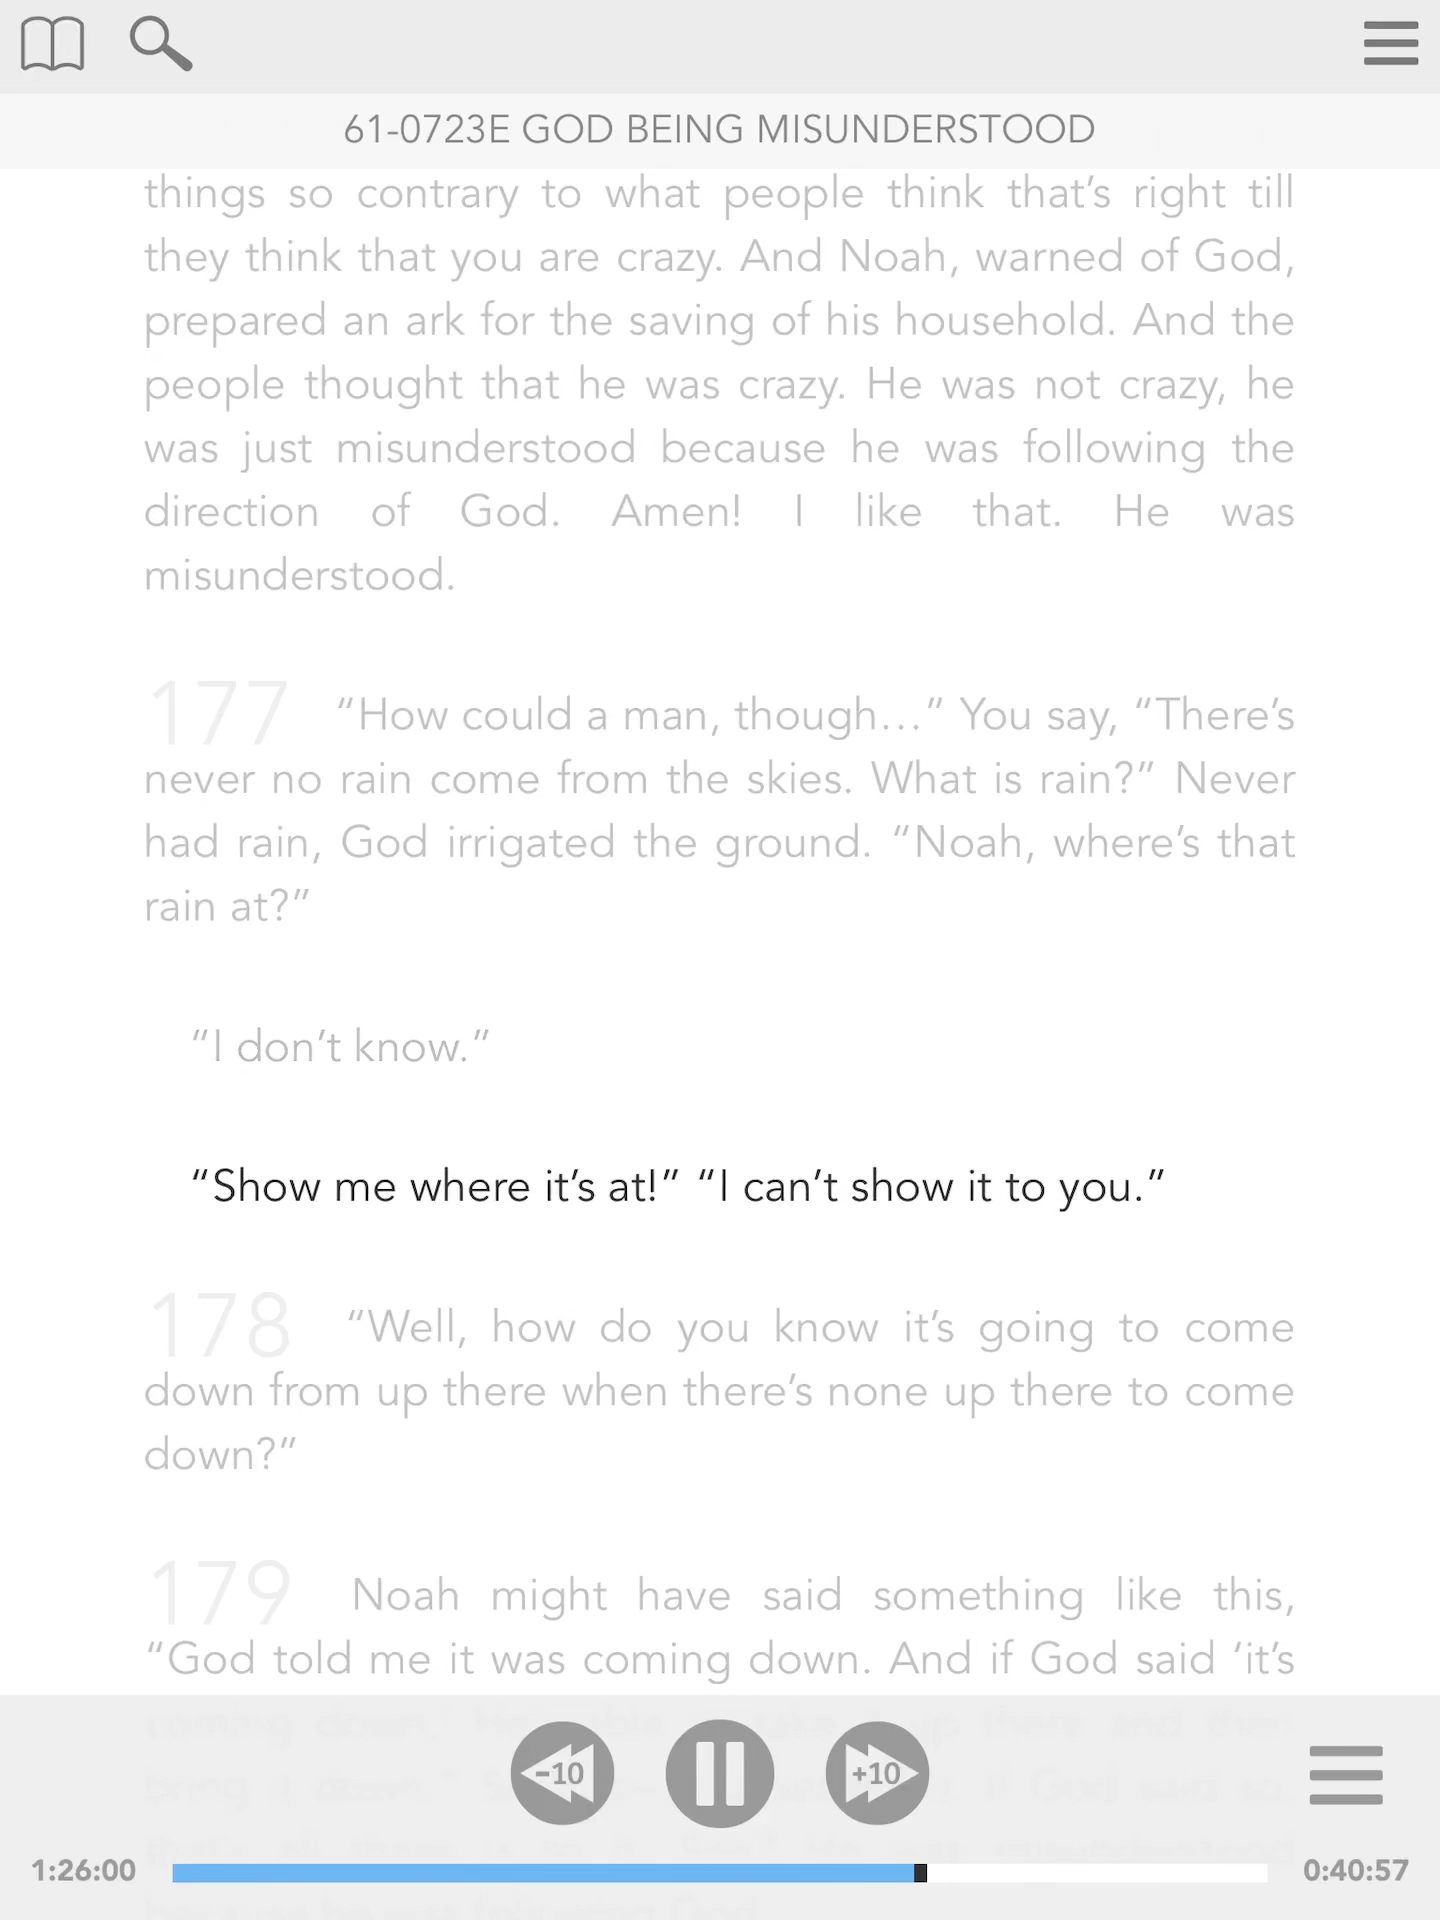 61-0723E GOD BEING MISUNDERSTOOD
things so contrary to what people think that’s right till
they think that you are crazy. And Noah, warned of God,
prepared an ark for the saving of his household. And the
people thought that he was crazy. He was not crazy, he
was just misunderstood because he was following the
direction of God. Amen! I like that. He was
misunderstood.
177 “How could a man, though…” You say, “There’s
never no rain come from the skies. What is rain?” Never
had rain, God irrigated the ground. “Noah, where’s that
rain at?”
“I don’t know.”
“Show me where it’s at!” “I can’t show it to you.”
178 “Well, how do you know it’s going to come
down from up there when there’s none up there to come
down?”
179 Noah might have said something like this,
“God told me it was coming down. And if God said ‘it’s
-10 +10
1:26:00 0:40:57